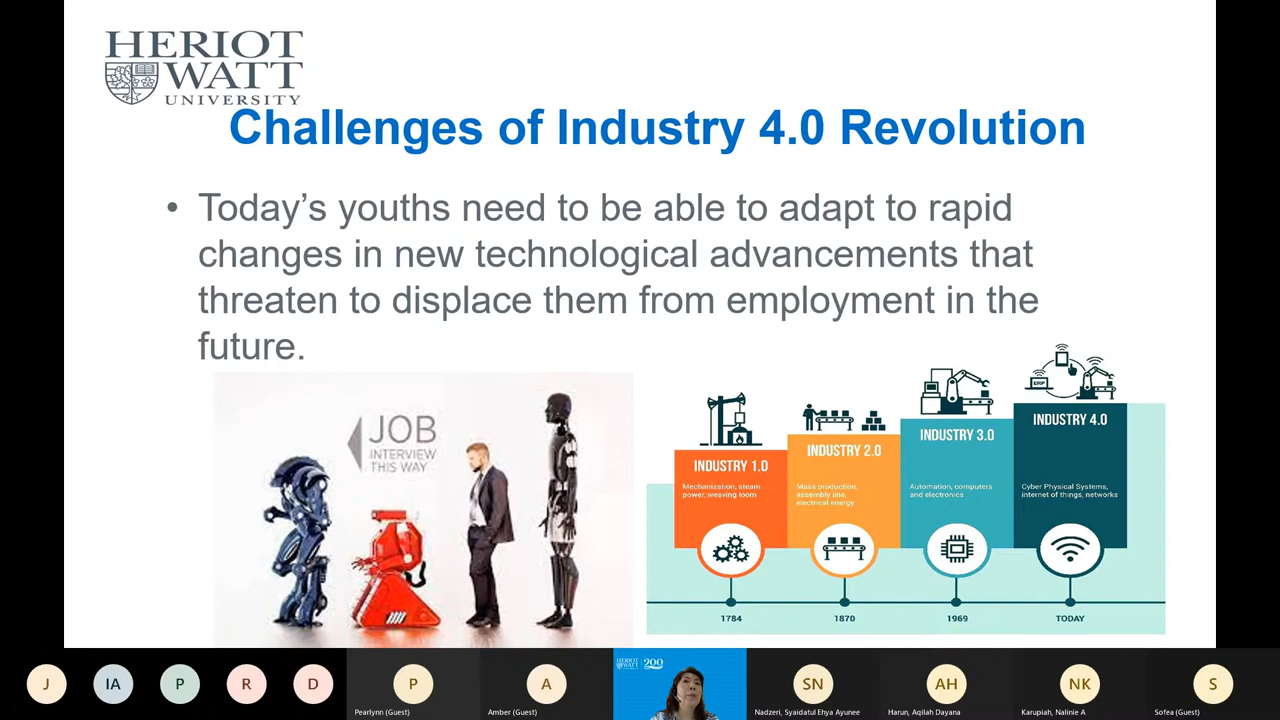 HERIOT
WATT
UNIVERSITY
Challenges of Industry 4.0 Revolution
• Today’s youths need to be able to adapt to rapid
changes in new technological advancements that
threaten to displace them from employment in the
future.
JOB
INTERVIEW
THIS WAY
ERP
INDUSTRY 1.0
Mechanization, steam
power, weaving loom
INDUSTRY 2.0
Mass production,
assembly line,
electrical energy
INDUSTRY 3.0
Automation, computers
and electronics
INDUSTRY 4.0
Cyber Physical Systems,
internet of things, networks
1784
1870
1969
TODAY
J
IA
P
R
D
P
Pearlynn (Guest)
A
Amber (Guest)
HERIOT
WATT
200
SN
Nadzeri, Syaidatul Ehya Ayunee
AH
Harun, Aqilah Dayana
NK
Karupiah, Nalinie A
S
Sofea (Guest)